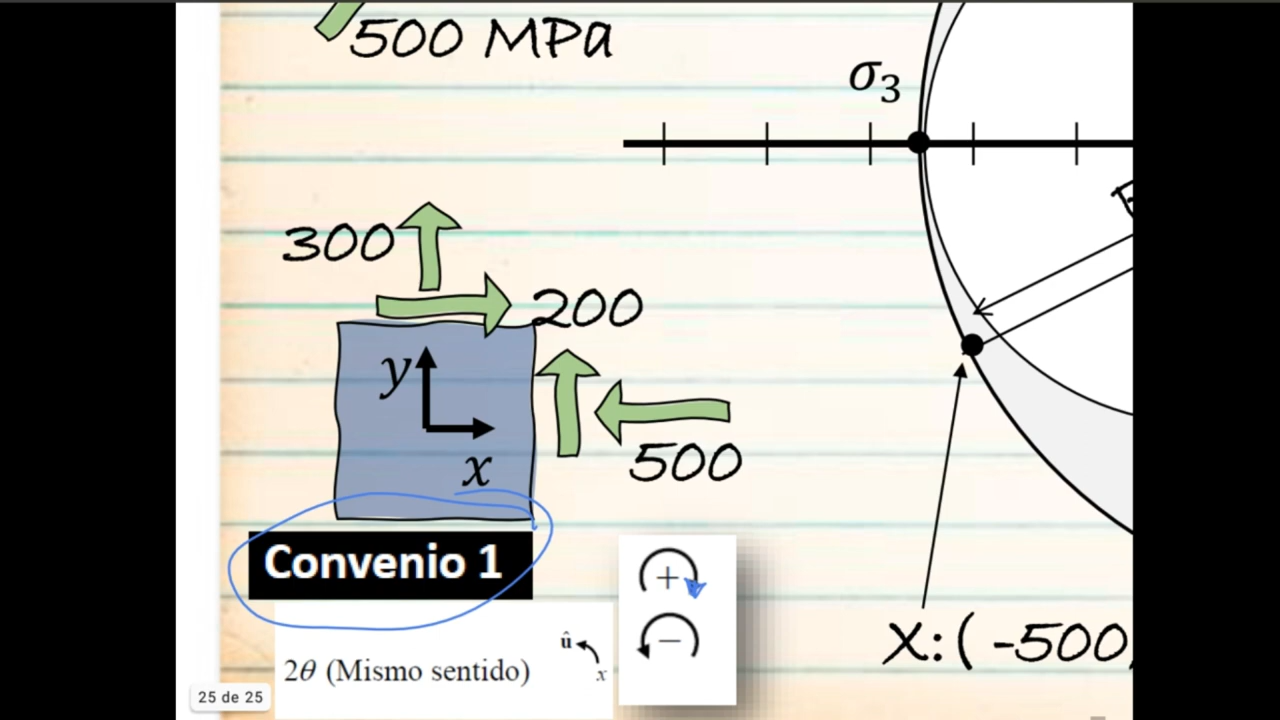 500 MPa
σ3
300
200
y
x
500
Convenio 1
+
−
û
x
2θ (Mismo sentido)
X: ( -500,
25 de 25